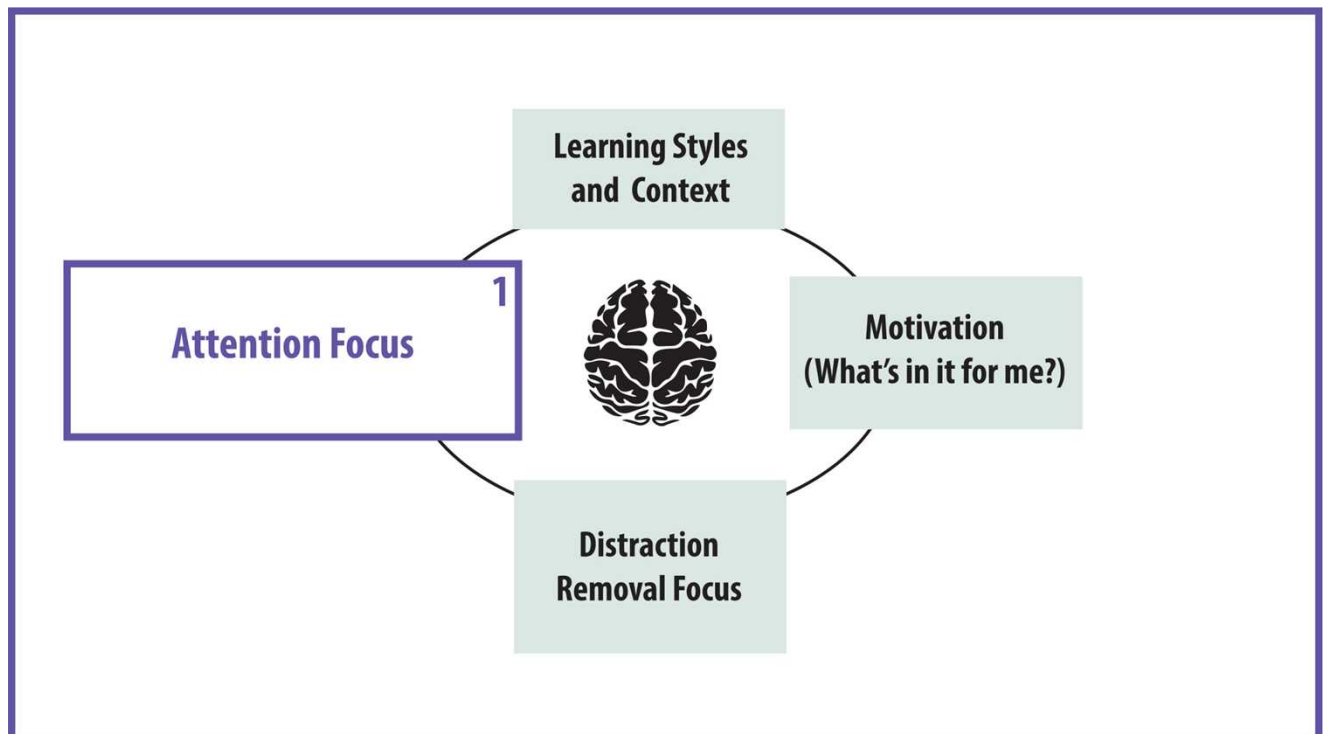 Learning Styles
and Context
1
Attention Focus
Motivation
(What's in it for me?)
Distraction
Removal Focus